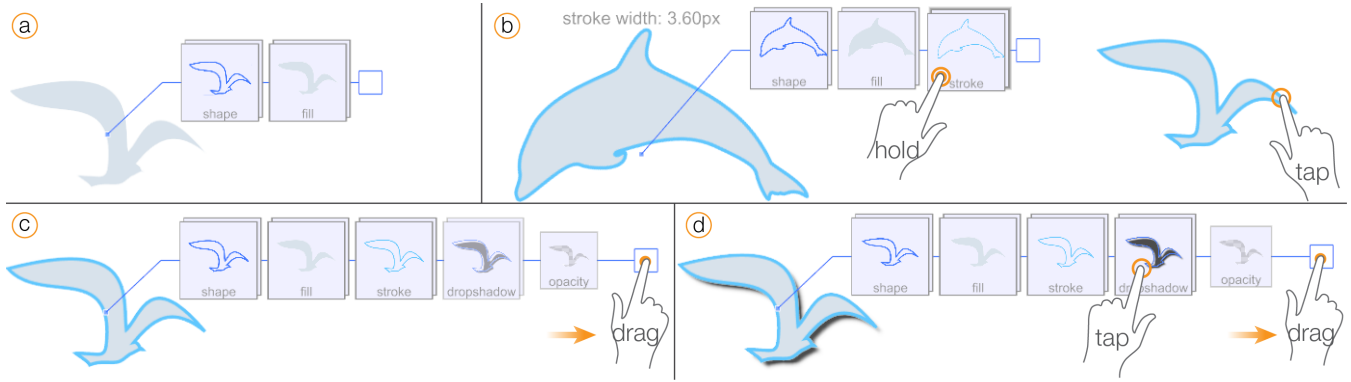 a
shape
fill
b
stroke width: 3.60px
shape
fill
stroke
hold
tap
c
shape
fill
stroke
dropshadow
opacity
drag
d
shape
fill
stroke
dropshadow
opacity
tap
drag